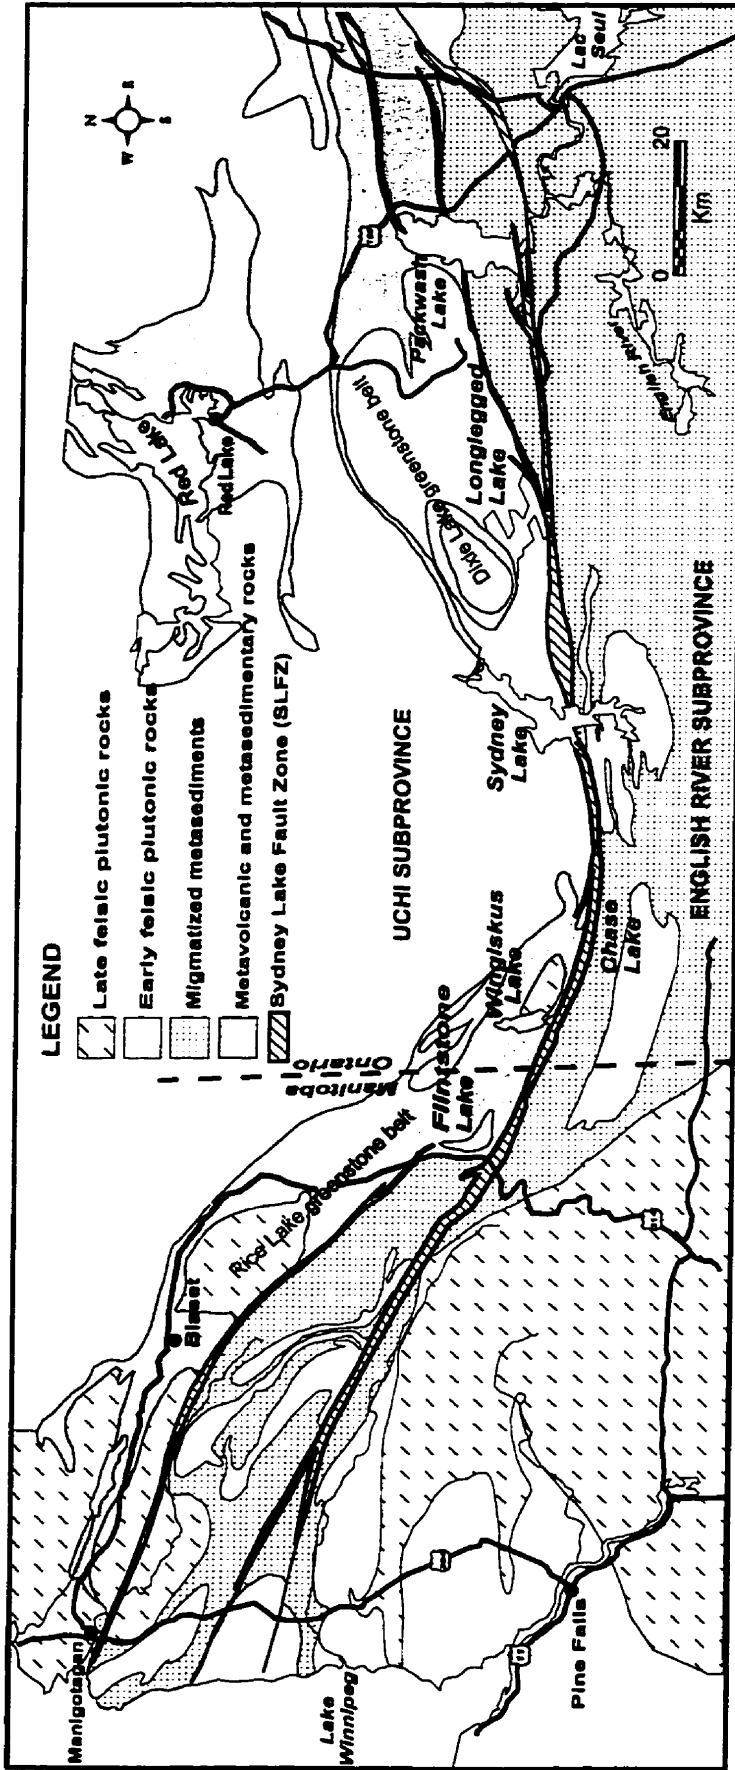 LEGEND
Late felsic plutonic rocks
Early felsic plutonic rocks
Migmatized metasediments
Metavolcanic and metasedimentary rocks
Sydney Lake Fault Zone (SLFZ)
N
W
E
S
Manigotagan
Bisset
Rice Lake greenstone belt
Manitoba
Ontario
Flintstone
Lake
Wingiskus
Lake
UCHI SUBPROVINCE
Sydney
Lake
Red Lake
Red Lake
Dixie Lake greenstone belt
Longlegged
Lake
Packwash
Lake
Lac
Seul
English River
Lake
Winnipeg
Pine Falls
11
Chase
Lake
ENGLISH RIVER SUBPROVINCE
0
20
Km